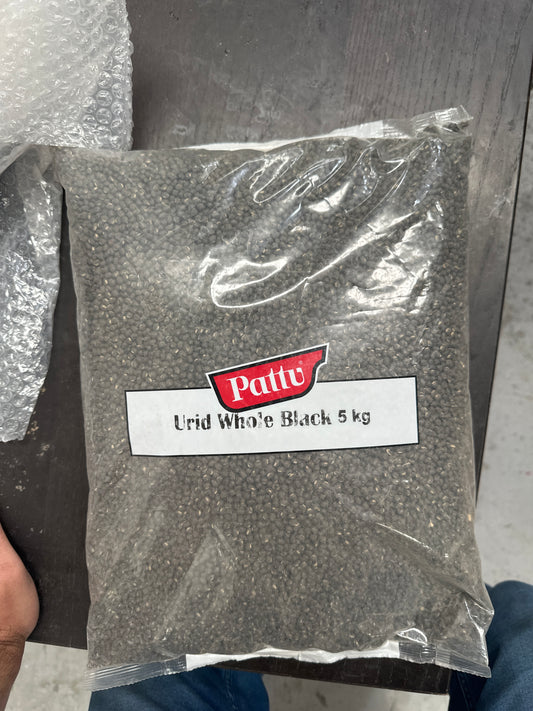 Pattu
Urid Whole Black 5 kg